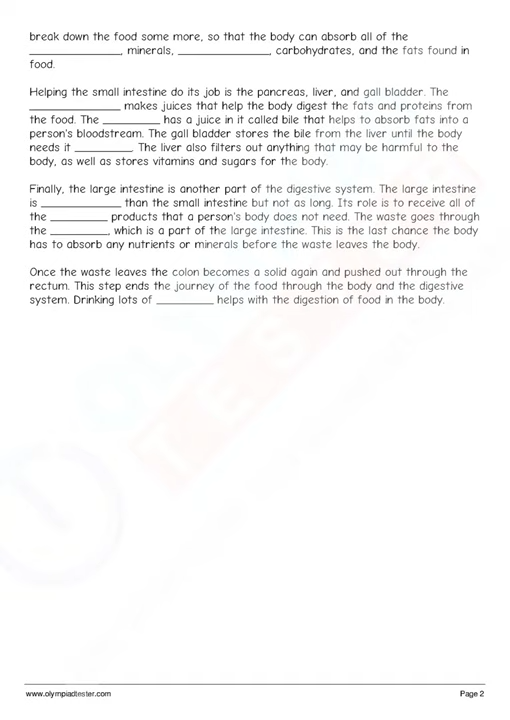 break down the food some more, so that the body can absorb all of the
________________, minerals, ________________, carbohydrates, and the fats found in
food.
Helping the small intestine do its job is the pancreas, liver, and gall bladder. The
________________ makes juices that help the body digest the fats and proteins from
the food. The __________ has a juice in it called bile that helps to absorb fats into a
person's bloodstream. The gall bladder stores the bile from the liver until the body
needs it __________. The liver also filters out anything that may be harmful to the
body, as well as stores vitamins and sugars for the body.
Finally, the large intestine is another part of the digestive system. The large intestine
is ______________ than the small intestine but not as long. Its role is to receive all of
the __________ products that a person's body does not need. The waste goes through
the __________, which is a part of the large intestine. This is the last chance the body
has to absorb any nutrients or minerals before the waste leaves the body.
Once the waste leaves the colon becomes a solid again and pushed out through the
rectum. This step ends the journey of the food through the body and the digestive
system. Drinking lots of __________ helps with the digestion of food in the body.
TES
www.olympiadtester.com
Page 2